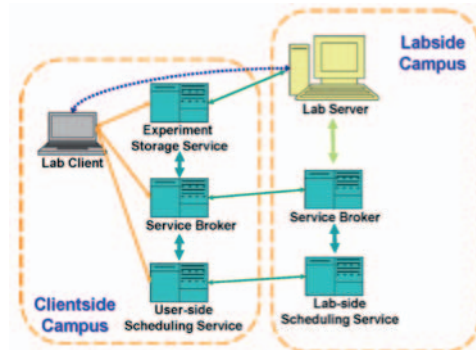 Labside
Campus
Lab Server
Lab Client
Experiment
Storage Service
Service Broker
Service Broker
Clientside
Campus
User-side
Scheduling Service
Lab-side
Scheduling Service